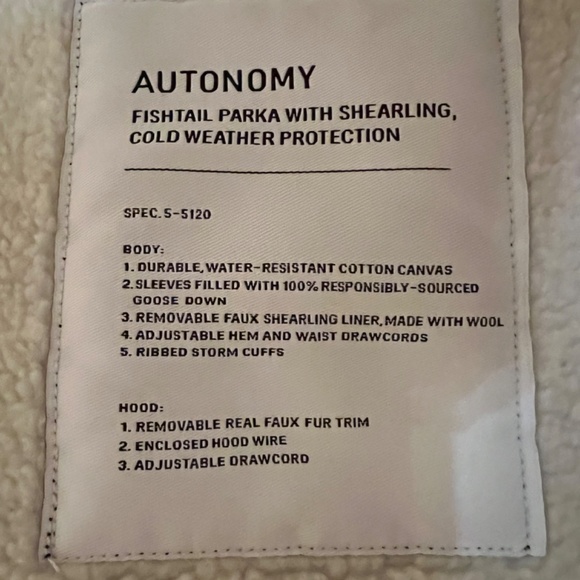 AUTONOMY
FISHTAIL PARKA WITH SHEARLING,
COLD WEATHER PROTECTION
SPEC. S-5120
BODY:
1. DURABLE, WATER-RESISTANT COTTON CANVAS
2. SLEEVES FILLED WITH 100% RESPONSIBLY-SOURCED
GOOSE DOWN
3. REMOVABLE FAUX SHEARLING LINER, MADE WITH WOOL
4. ADJUSTABLE HEM AND WAIST DRAWCORDS
5. RIBBED STORM CUFFS
HOOD:
1. REMOVABLE REAL FAUX FUR TRIM
2. ENCLOSED HOOD WIRE
3. ADJUSTABLE DRAWCORD